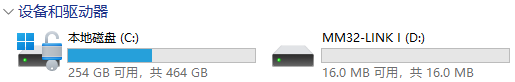 设备和驱动器
本地磁盘 (C:)
254 GB 可用，共 464 GB
MM32-LINK I (D:)
16.0 MB 可用，共 16.0 MB